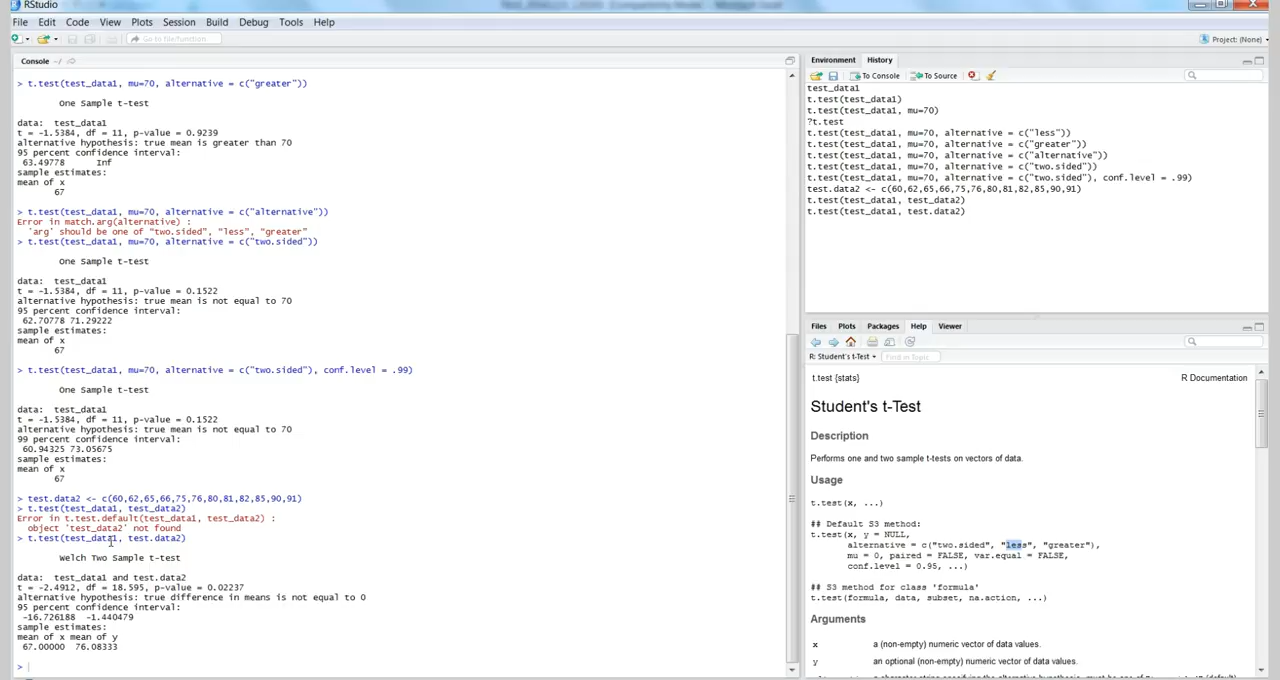 RStudio
File Edit Code View Plots Session Build Debug Tools Help
Go to file/function
Project: (None)
Console ~/
> t.test(test_data1, mu=70, alternative = c("greater"))
One Sample t-test
data: test_data1
t = -1.5384, df = 11, p-value = 0.9239
alternative hypothesis: true mean is greater than 70
95 percent confidence interval:
63.49778 Inf
sample estimates:
mean of x
67
> t.test(test_data1, mu=70, alternative = c("alternative"))
Error in match.arg(alternative) :
'arg' should be one of "two.sided", "less", "greater"
> t.test(test_data1, mu=70, alternative = c("two.sided"))
One Sample t-test
data: test_data1
t = -1.5384, df = 11, p-value = 0.1522
alternative hypothesis: true mean is not equal to 70
95 percent confidence interval:
62.70778 71.29222
sample estimates:
mean of x
67
> t.test(test_data1, mu=70, alternative = c("two.sided"), conf.level = .99)
One Sample t-test
data: test_data1
t = -1.5384, df = 11, p-value = 0.1522
alternative hypothesis: true mean is not equal to 70
99 percent confidence interval:
60.94325 73.05675
sample estimates:
mean of x
67
> test.data2 <- c(60,62,65,66,75,76,80,81,82,85,90,91)
> t.test(test_data1, test_data2)
Error in t.test.default(test_data1, test_data2) :
object 'test_data2' not found
> t.test(test_data1, test.data2)
Welch Two Sample t-test
data: test_data1 and test.data2
t = -2.4912, df = 18.595, p-value = 0.02237
alternative hypothesis: true difference in means is not equal to 0
95 percent confidence interval:
-16.726188 -1.440479
sample estimates:
mean of x mean of y
67.00000 76.08333
>
Environment History
To Console To Source
test_data1
t.test(test_data1)
t.test(test_data1, mu=70)
?t.test
t.test(test_data1, mu=70, alternative = c("less"))
t.test(test_data1, mu=70, alternative = c("greater"))
t.test(test_data1, mu=70, alternative = c("alternative"))
t.test(test_data1, mu=70, alternative = c("two.sided"))
t.test(test_data1, mu=70, alternative = c("two.sided"), conf.level = .99)
test.data2 <- c(60,62,65,66,75,76,80,81,82,85,90,91)
t.test(test_data1, test_data2)
t.test(test_data1, test.data2)
Files Plots Packages Help Viewer
R: Student's t-Test Find in Topic
t.test {stats} R Documentation
Student's t-Test
Description
Performs one and two sample t-tests on vectors of data.
Usage
t.test(x, ...)
## Default S3 method:
t.test(x, y = NULL,
alternative = c("two.sided", "less", "greater"),
mu = 0, paired = FALSE, var.equal = FALSE,
conf.level = 0.95, ...)
## S3 method for class 'formula'
t.test(formula, data, subset, na.action, ...)
Arguments
x a (non-empty) numeric vector of data values.
y an optional (non-empty) numeric vector of data values.